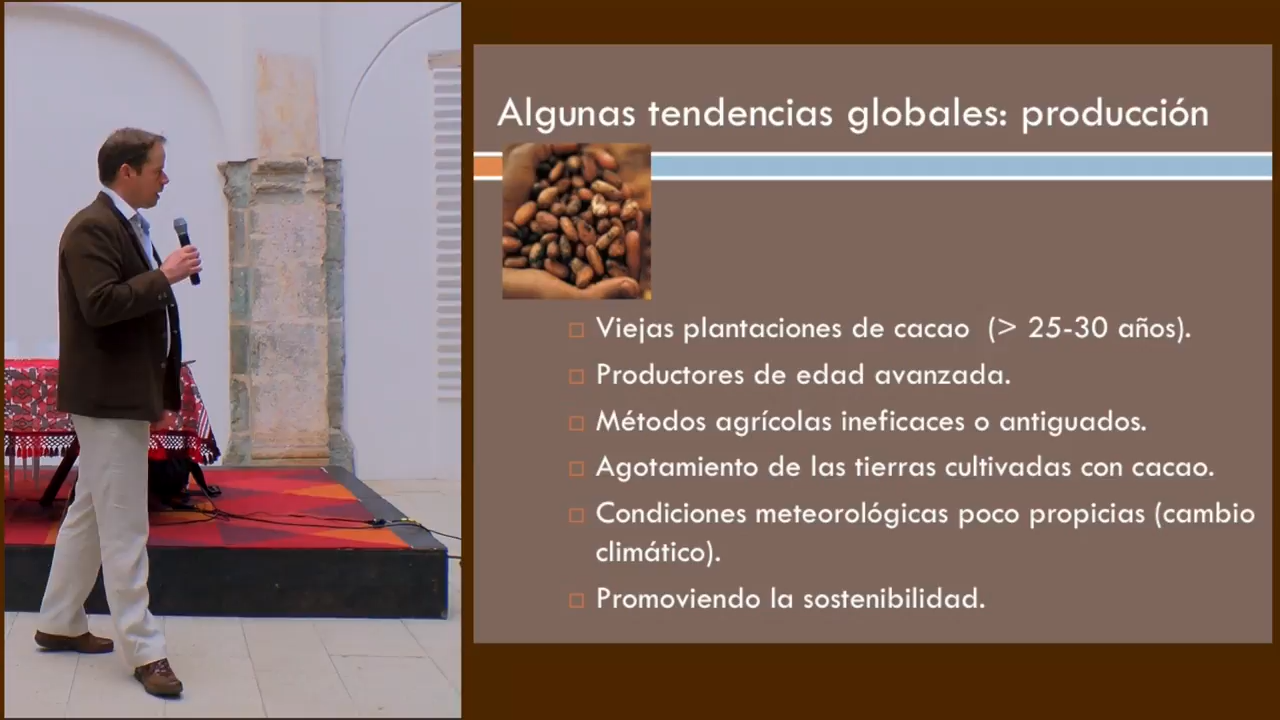 Algunas tendencias globales: producción
Viejas plantaciones de cacao (> 25-30 años).
Productores de edad avanzada.
Métodos agrícolas ineficaces o antiguados.
Agotamiento de las tierras cultivadas con cacao.
Condiciones meteorológicas poco propicias (cambio
climático).
Promoviendo la sostenibilidad.